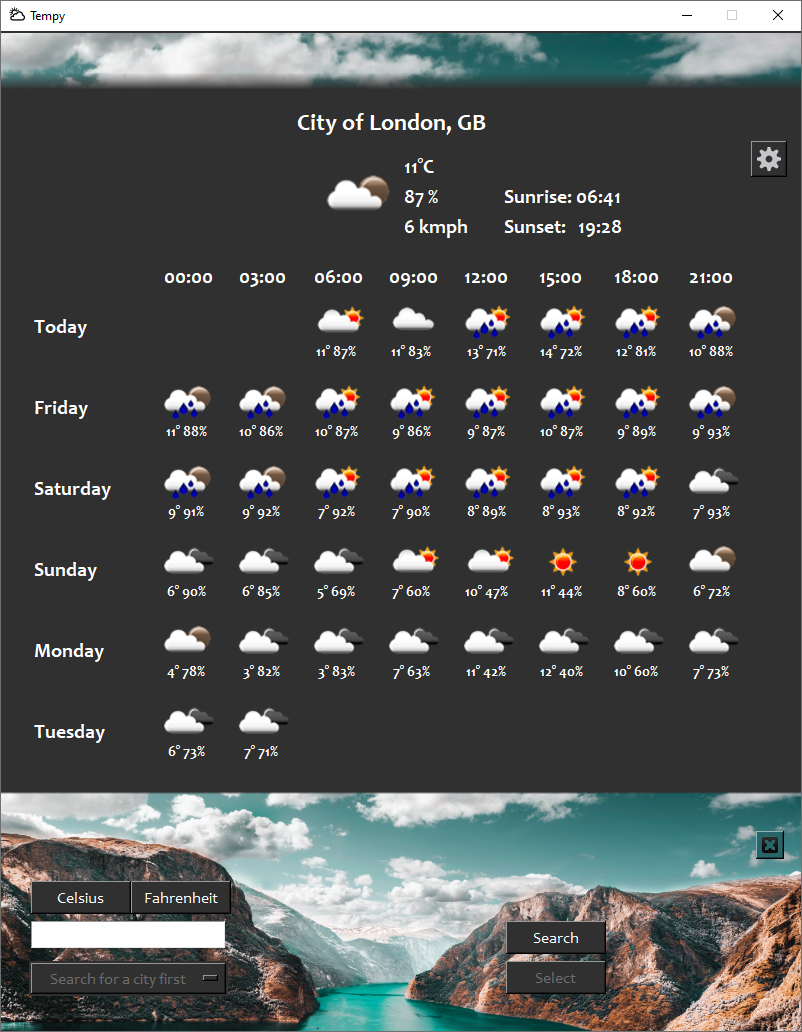 Tempy
City of London, GB
11°C
87 %
Sunrise: 06:41
6 kmph
Sunset: 19:28
00:00 03:00 06:00 09:00 12:00 15:00 18:00 21:00
Today
11° 87% 11° 83% 13° 71% 14° 72% 12° 81% 10° 88%
Friday
11° 88% 10° 86% 10° 87% 9° 86% 9° 87% 10° 87% 9° 89% 9° 93%
Saturday
9° 91% 9° 92% 7° 92% 7° 90% 8° 89% 8° 93% 8° 92% 7° 93%
Sunday
6° 90% 6° 85% 5° 69% 7° 60% 10° 47% 11° 44% 8° 60% 6° 72%
Monday
4° 78% 3° 82% 3° 83% 7° 63% 11° 42% 12° 40% 10° 60% 7° 73%
Tuesday
6° 73% 7° 71%
Celsius Fahrenheit
Search
Search for a city first
Select